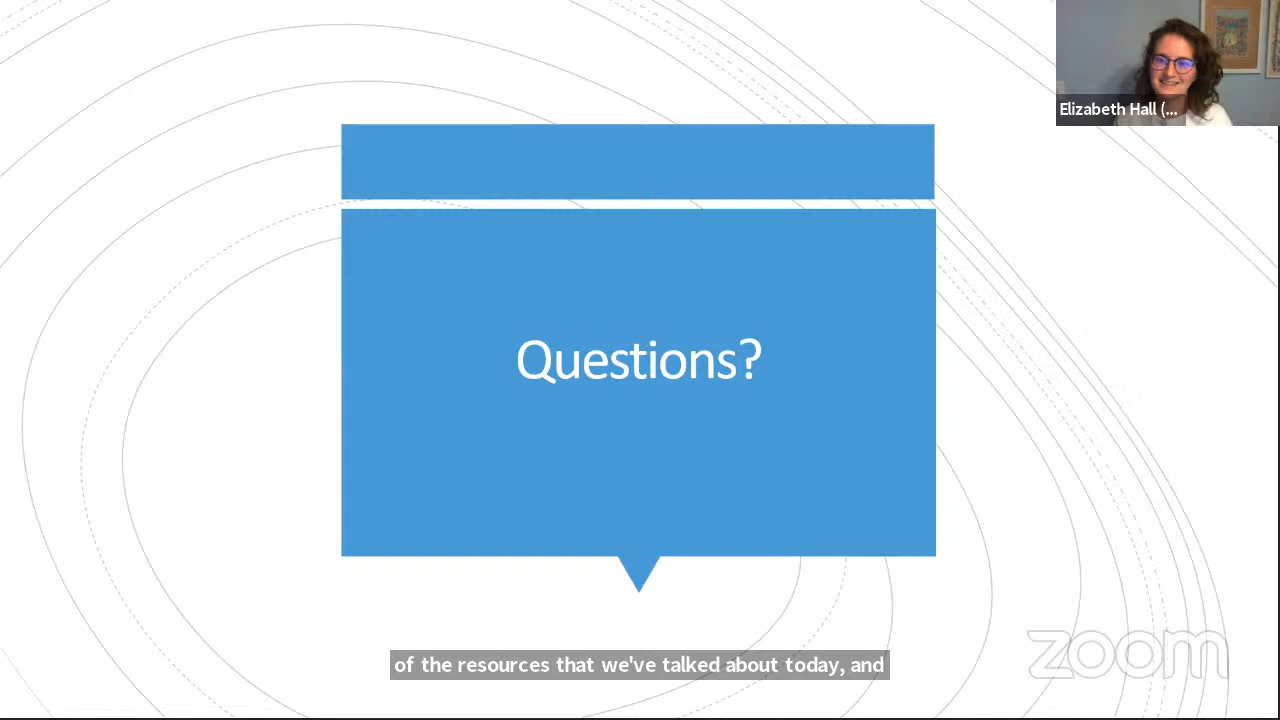 Elizabeth Hall (...
Questions?
of the resources that we've talked about today, and
zoom